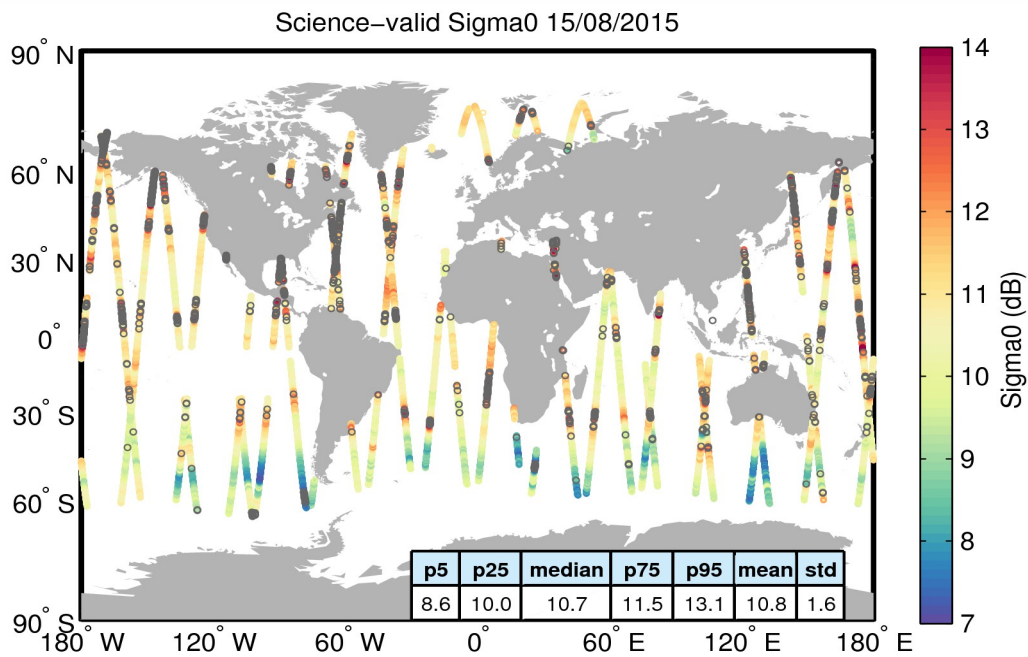 Science−valid Sigma0 15/08/2015
90° N
60° N
30° N
0°
30° S
60° S
90° S
180° W
120° W
60° W
0°
60° E
120° E
180° E
p5 p25 median p75 p95 mean std
8.6 10.0 10.7 11.5 13.1 10.8 1.6
14
13
12
11
10
9
8
7
Sigma0 (dB)